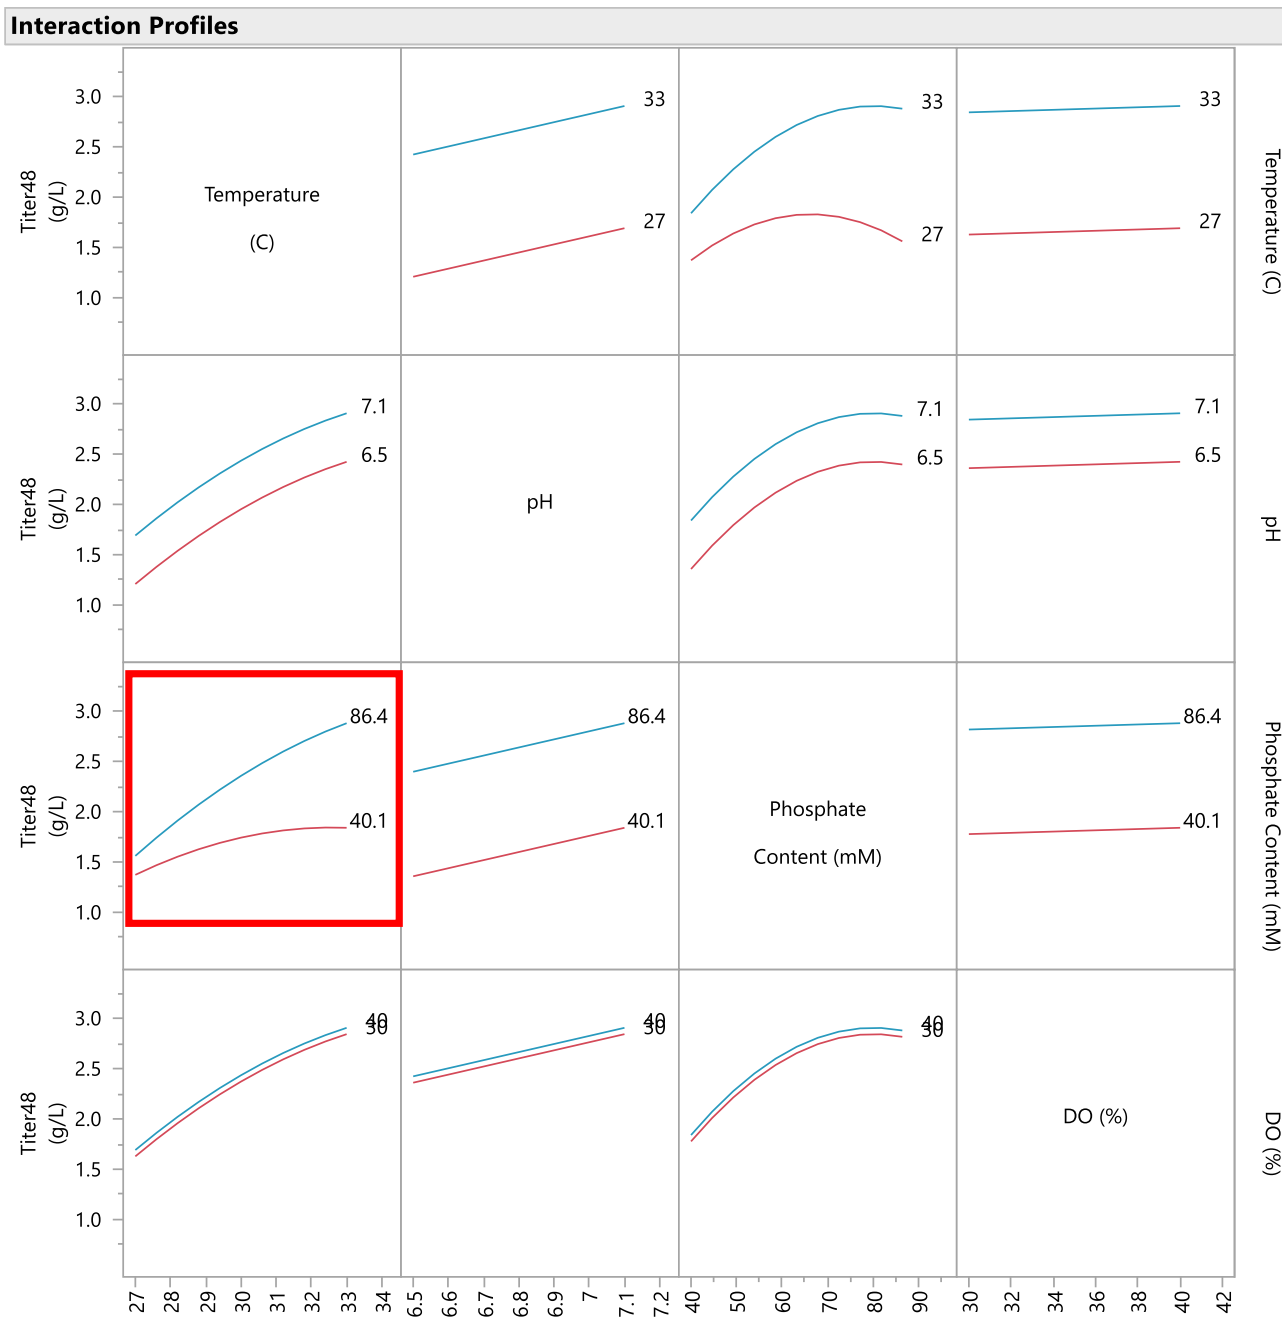 Interaction Profiles
3.0
2.5
2.0
1.5
1.0
Titer48
(g/L)
Temperature
(C)
33
27
33
27
33
27
Temperature (C)
3.0
2.5
2.0
1.5
1.0
Titer48
(g/L)
7.1
6.5
pH
7.1
6.5
7.1
6.5
pH
3.0
2.5
2.0
1.5
1.0
Titer48
(g/L)
86.4
40.1
86.4
40.1
Phosphate
Content (mM)
86.4
40.1
Phosphate Content (mM)
3.0
2.5
2.0
1.5
1.0
Titer48
(g/L)
40
30
40
30
40
30
DO (%)
DO (%)
27 28 29 30 31 32 33 34
6.5 6.6 6.7 6.8 6.9 7 7.1 7.2
40 50 60 70 80 90
30 32 34 36 38 40 42